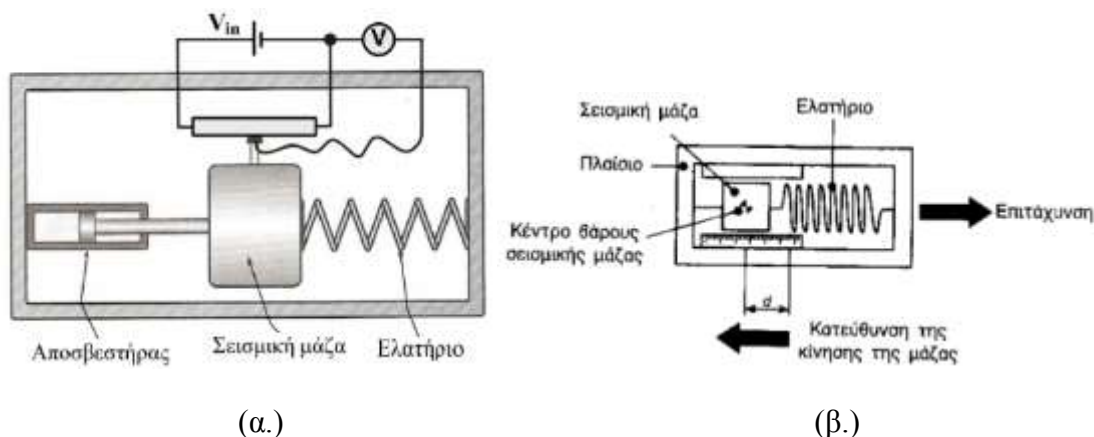 V_in
V
Αποσβεστήρας
Σεισμική μάζα
Ελατήριο
(α.)
Σεισμική μάζα
Ελατήριο
Πλαίσιο
Επιτάχυνση
Κέντρο βάρους
σεισμικής μάζας
d
Κατεύθυνση της
κίνησης της μάζας
(β.)